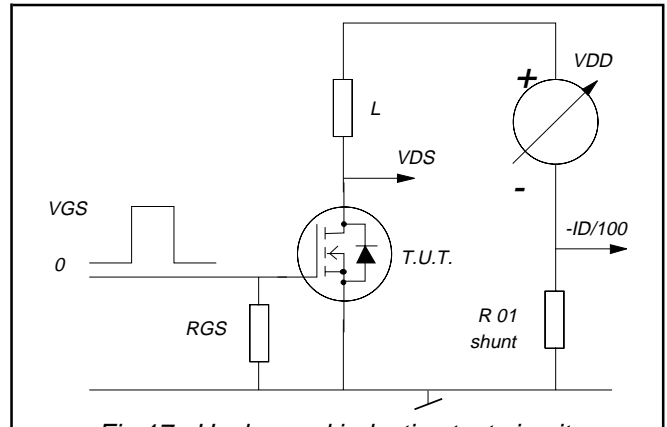 +
VDD
L
-
VDS
VGS
-ID/100
0
T.U.T.
RGS
R 01
shunt